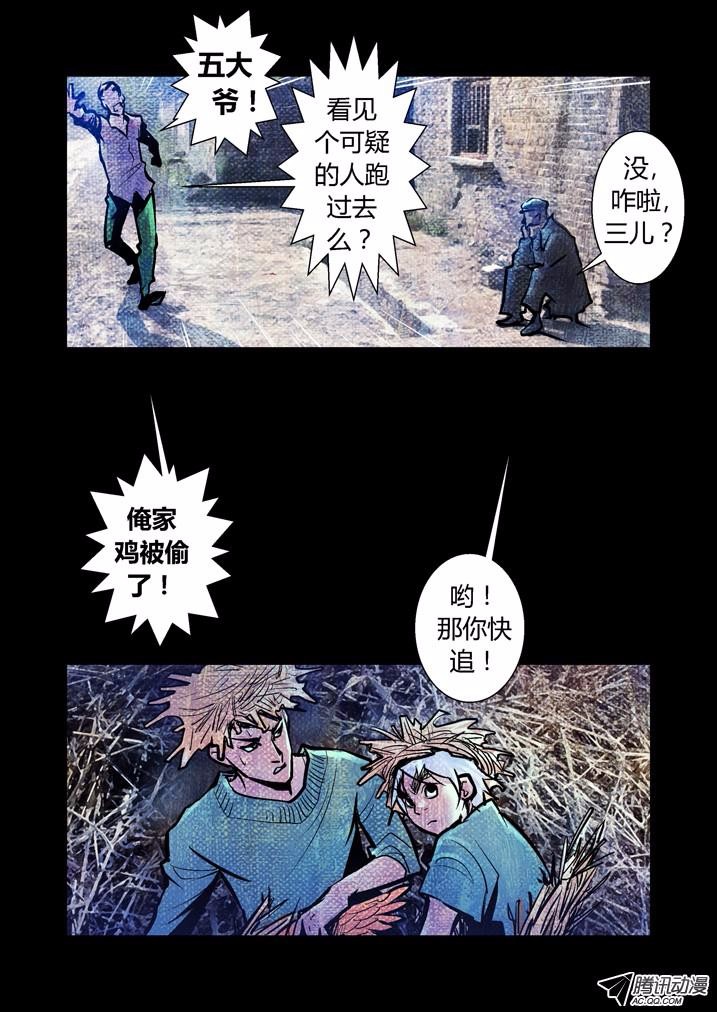 五大
爷！
看见
个可疑
的人跑
过去
么？
没，
咋啦，
三儿？
俺家
鸡被偷
了！
哟！
那你快
追！
腾讯动漫
AC.QQ.COM